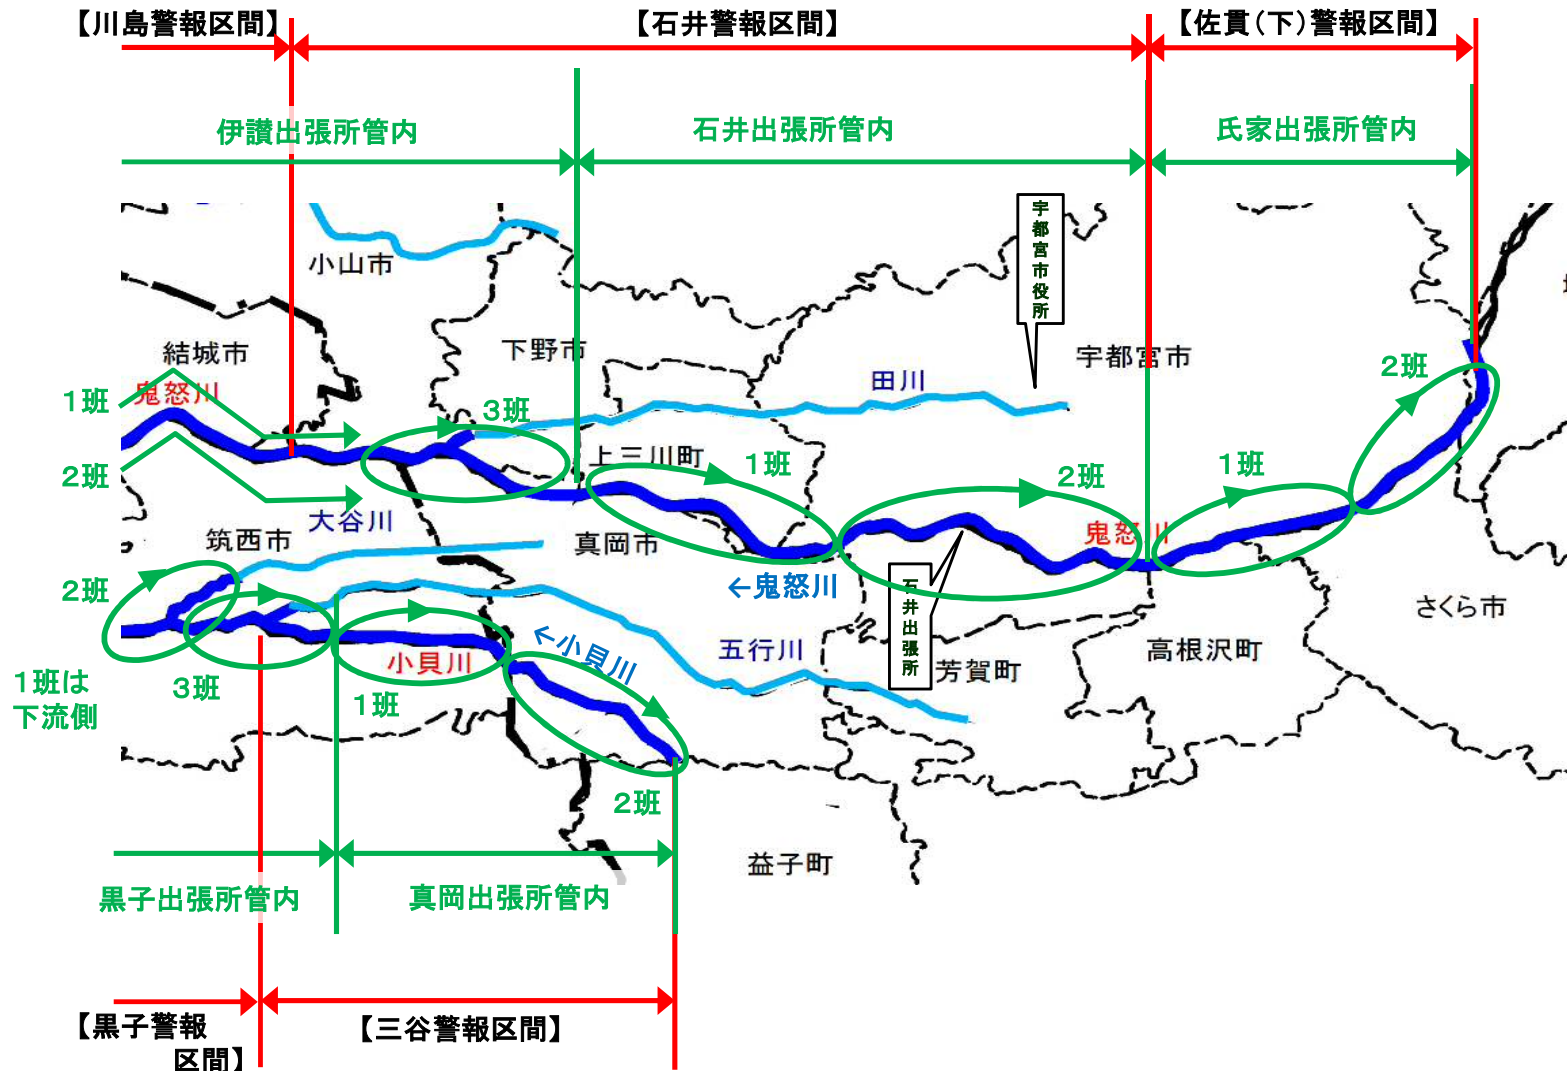 【川島警報区間】
【石井警報区間】
【佐貫（下）警報区間】
伊讃出張所管内
石井出張所管内
氏家出張所管内
宇都宮市役所
小山市
結城市
下野市
宇都宮市
鬼怒川
田川
1班
2班
3班
2班
上三川町
1班
2班
1班
大谷川
筑西市
真岡市
鬼怒川
←鬼怒川
石井出張所
2班
さくら市
←小貝川
小貝川
五行川
芳賀町
高根沢町
1班は
下流側
3班
1班
2班
益子町
黒子出張所管内
真岡出張所管内
【黒子警報
区間】
【三谷警報区間】